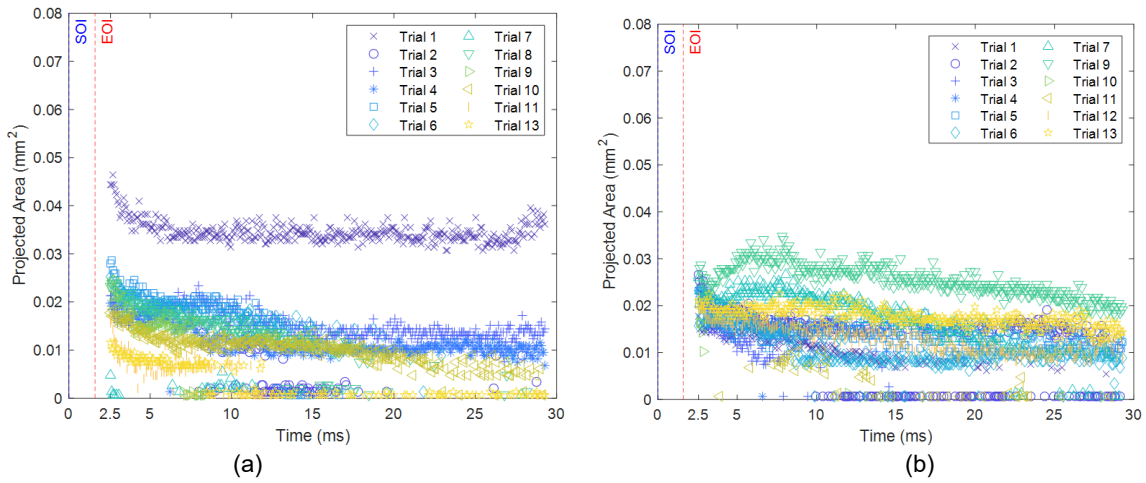 0.08
0.07
0.06
0.05
0.04
0.03
0.02
0.01
0
Projected Area (mm²)
SOI
EOI
Trial 1 Trial 7
Trial 2 Trial 8
Trial 3 Trial 9
Trial 4 Trial 10
Trial 5 Trial 11
Trial 6 Trial 13
0 2.5 5 10 15 20 25 30
Time (ms)
(a)
0.08
0.07
0.06
0.05
0.04
0.03
0.02
0.01
0
Projected Area (mm²)
SOI
EOI
Trial 1 Trial 7
Trial 2 Trial 9
Trial 3 Trial 10
Trial 4 Trial 11
Trial 5 Trial 12
Trial 6 Trial 13
0 2.5 5 10 15 20 25 30
Time (ms)
(b)